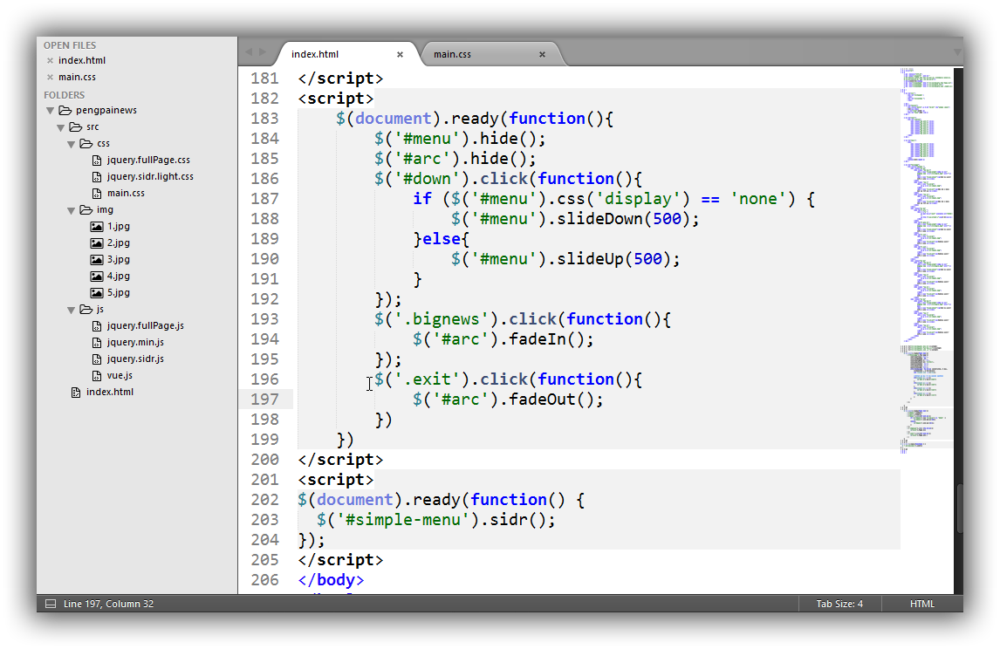 OPEN FILES
index.html
main.css
FOLDERS
pengpainews
src
css
jquery.fullPage.css
jquery.sidr.light.css
main.css
img
1.jpg
2.jpg
3.jpg
4.jpg
5.jpg
js
jquery.fullPage.js
jquery.min.js
jquery.sidr.js
vue.js
index.html
index.html × main.css ×
181 </script>
182 <script>
183     $(document).ready(function(){
184         $('#menu').hide();
185         $('#arc').hide();
186         $('#down').click(function(){
187             if ($('#menu').css('display') == 'none') {
188                 $('#menu').slideDown(500);
189             }else{
190                 $('#menu').slideUp(500);
191             }
192         });
193         $('.bignews').click(function(){
194             $('#arc').fadeIn();
195         });
196         $('.exit').click(function(){
197             $('#arc').fadeOut();
198         })
199     })
200 </script>
201 <script>
202 $(document).ready(function() {
203   $('#simple-menu').sidr();
204 });
205 </script>
206 </body>
Line 197, Column 32 Tab Size: 4 HTML